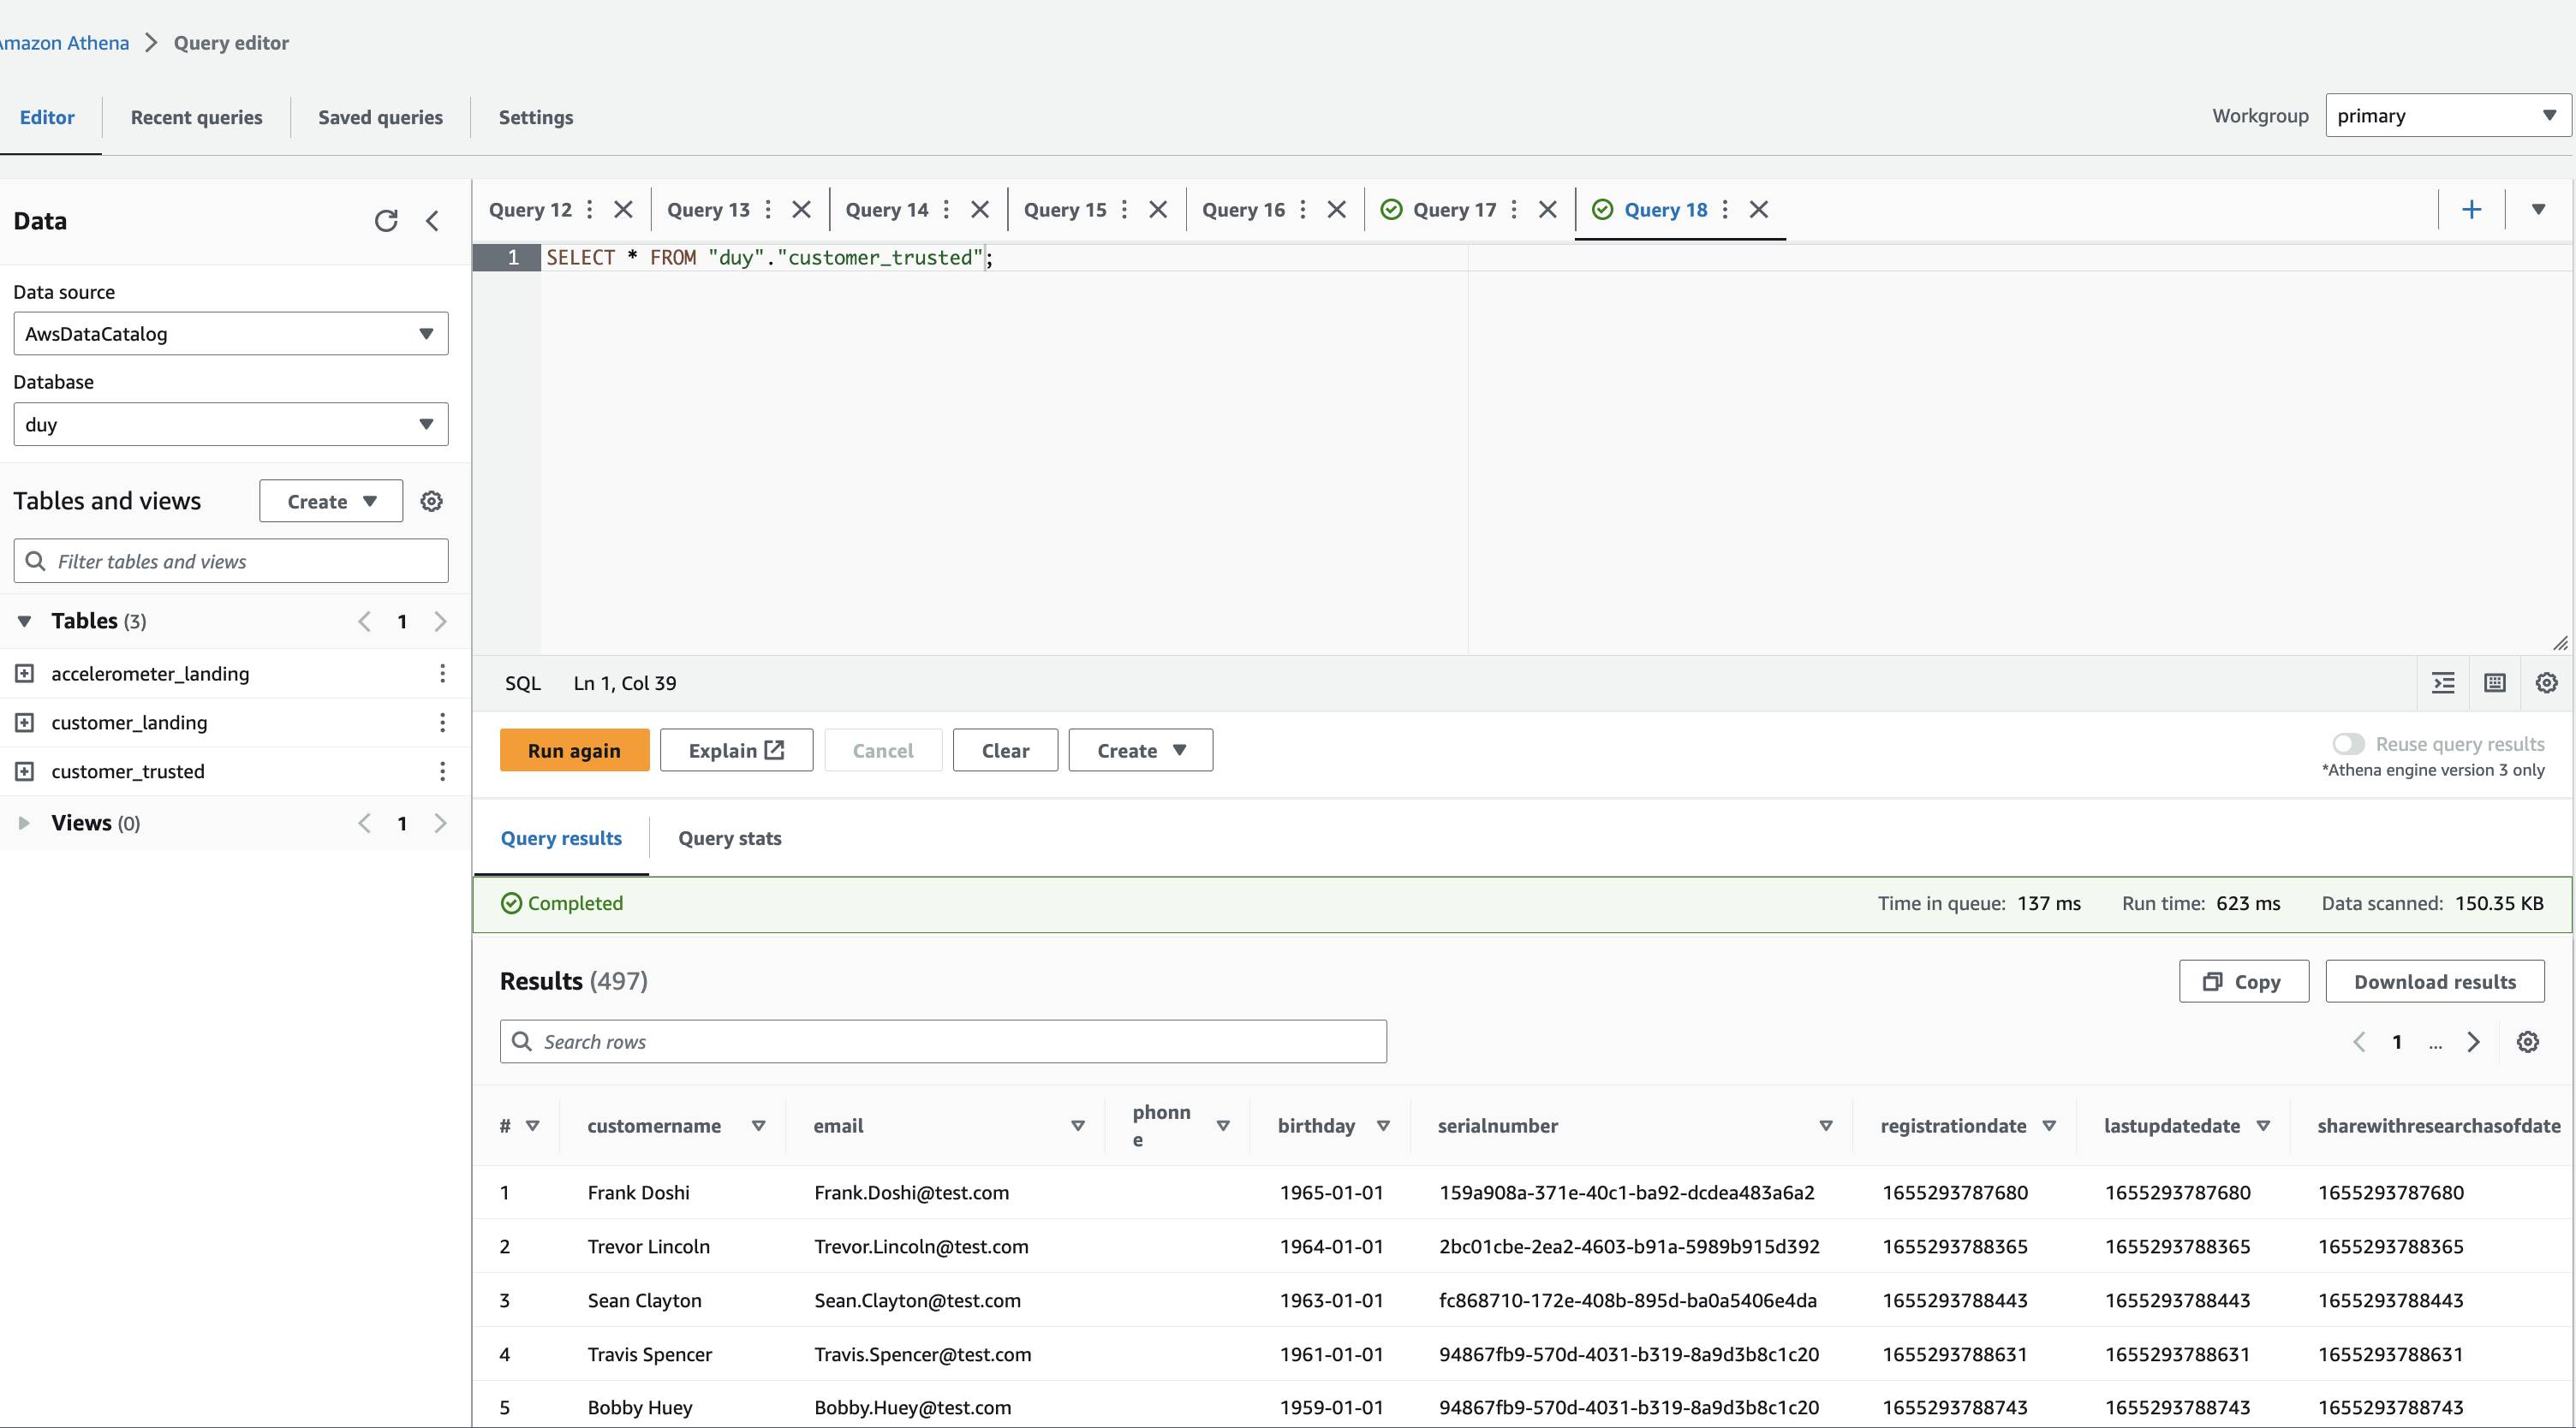 Amazon Athena > Query editor
Editor Recent queries Saved queries Settings Workgroup primary
Data
Data source
AwsDataCatalog
Database
duy
Tables and views Create
Filter tables and views
Tables (3) 1
accelerometer_landing
customer_landing
customer_trusted
Views (0) 1
Query 12 Query 13 Query 14 Query 15 Query 16 Query 17 Query 18
1 SELECT * FROM "duy"."customer_trusted";
SQL Ln 1, Col 39
Run again Explain Cancel Clear Create
Reuse query results
*Athena engine version 3 only
Query results Query stats
Completed Time in queue: 137 ms Run time: 623 ms Data scanned: 150.35 KB
Results (497) Copy Download results
Search rows 1 ...
# customername email phonne birthday serialnumber registrationdate lastupdatedate sharewithresearchasofdate
1 Frank Doshi Frank.Doshi@test.com 1965-01-01 159a908a-371e-40c1-ba92-dcdea483a6a2 1655293787680 1655293787680 1655293787680
2 Trevor Lincoln Trevor.Lincoln@test.com 1964-01-01 2bc01cbe-2ea2-4603-b91a-5989b915d392 1655293788365 1655293788365 1655293788365
3 Sean Clayton Sean.Clayton@test.com 1963-01-01 fc868710-172e-408b-895d-ba0a5406e4da 1655293788443 1655293788443 1655293788443
4 Travis Spencer Travis.Spencer@test.com 1961-01-01 94867fb9-570d-4031-b319-8a9d3b8c1c20 1655293788631 1655293788631 1655293788631
5 Bobby Huey Bobby.Huey@test.com 1959-01-01 94867fb9-570d-4031-b319-8a9d3b8c1c20 1655293788743 1655293788743 1655293788743